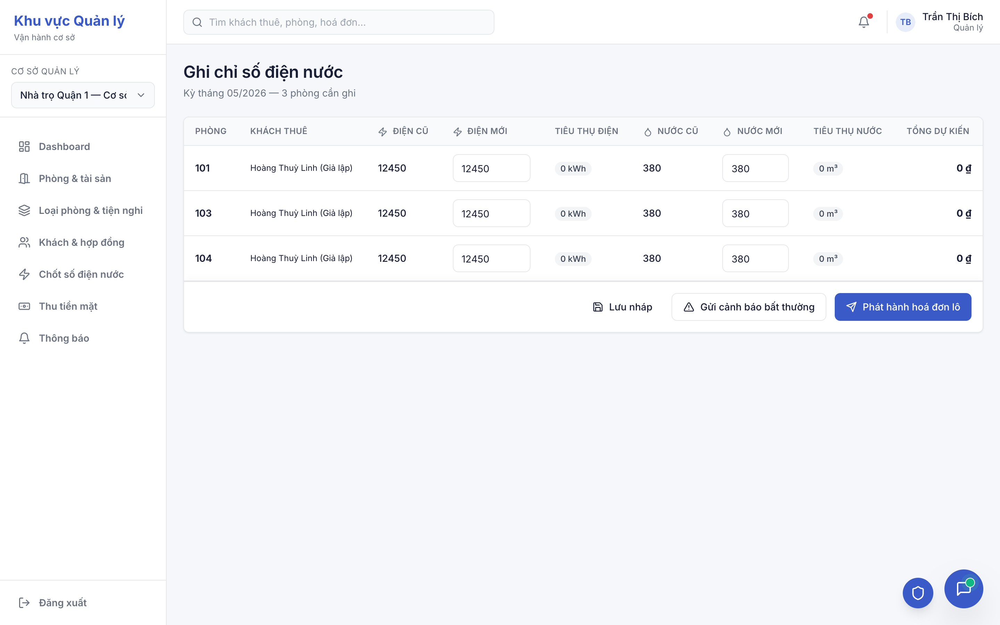 Khu vực Quản lý
Vận hành cơ sở
CƠ SỞ QUẢN LÝ
Nhà trọ Quận 1 — Cơ sở
Dashboard
Phòng & tài sản
Loại phòng & tiện nghi
Khách & hợp đồng
Chốt số điện nước
Thu tiền mặt
Thông báo
Đăng xuất
Tìm khách thuê, phòng, hoá đơn...
TB
Trần Thị Bích
Quản lý
Ghi chỉ số điện nước
Kỳ tháng 05/2026 — 3 phòng cần ghi
PHÒNG KHÁCH THUÊ ĐIỆN CŨ ĐIỆN MỚI TIÊU THỤ ĐIỆN NƯỚC CŨ NƯỚC MỚI TIÊU THỤ NƯỚC TỔNG DỰ KIẾN
101 Hoàng Thuỳ Linh (Giả lập) 12450 12450 0 kWh 380 380 0 m³ 0 ₫
103 Hoàng Thuỳ Linh (Giả lập) 12450 12450 0 kWh 380 380 0 m³ 0 ₫
104 Hoàng Thuỳ Linh (Giả lập) 12450 12450 0 kWh 380 380 0 m³ 0 ₫
Lưu nháp Gửi cảnh báo bất thường Phát hành hoá đơn lô